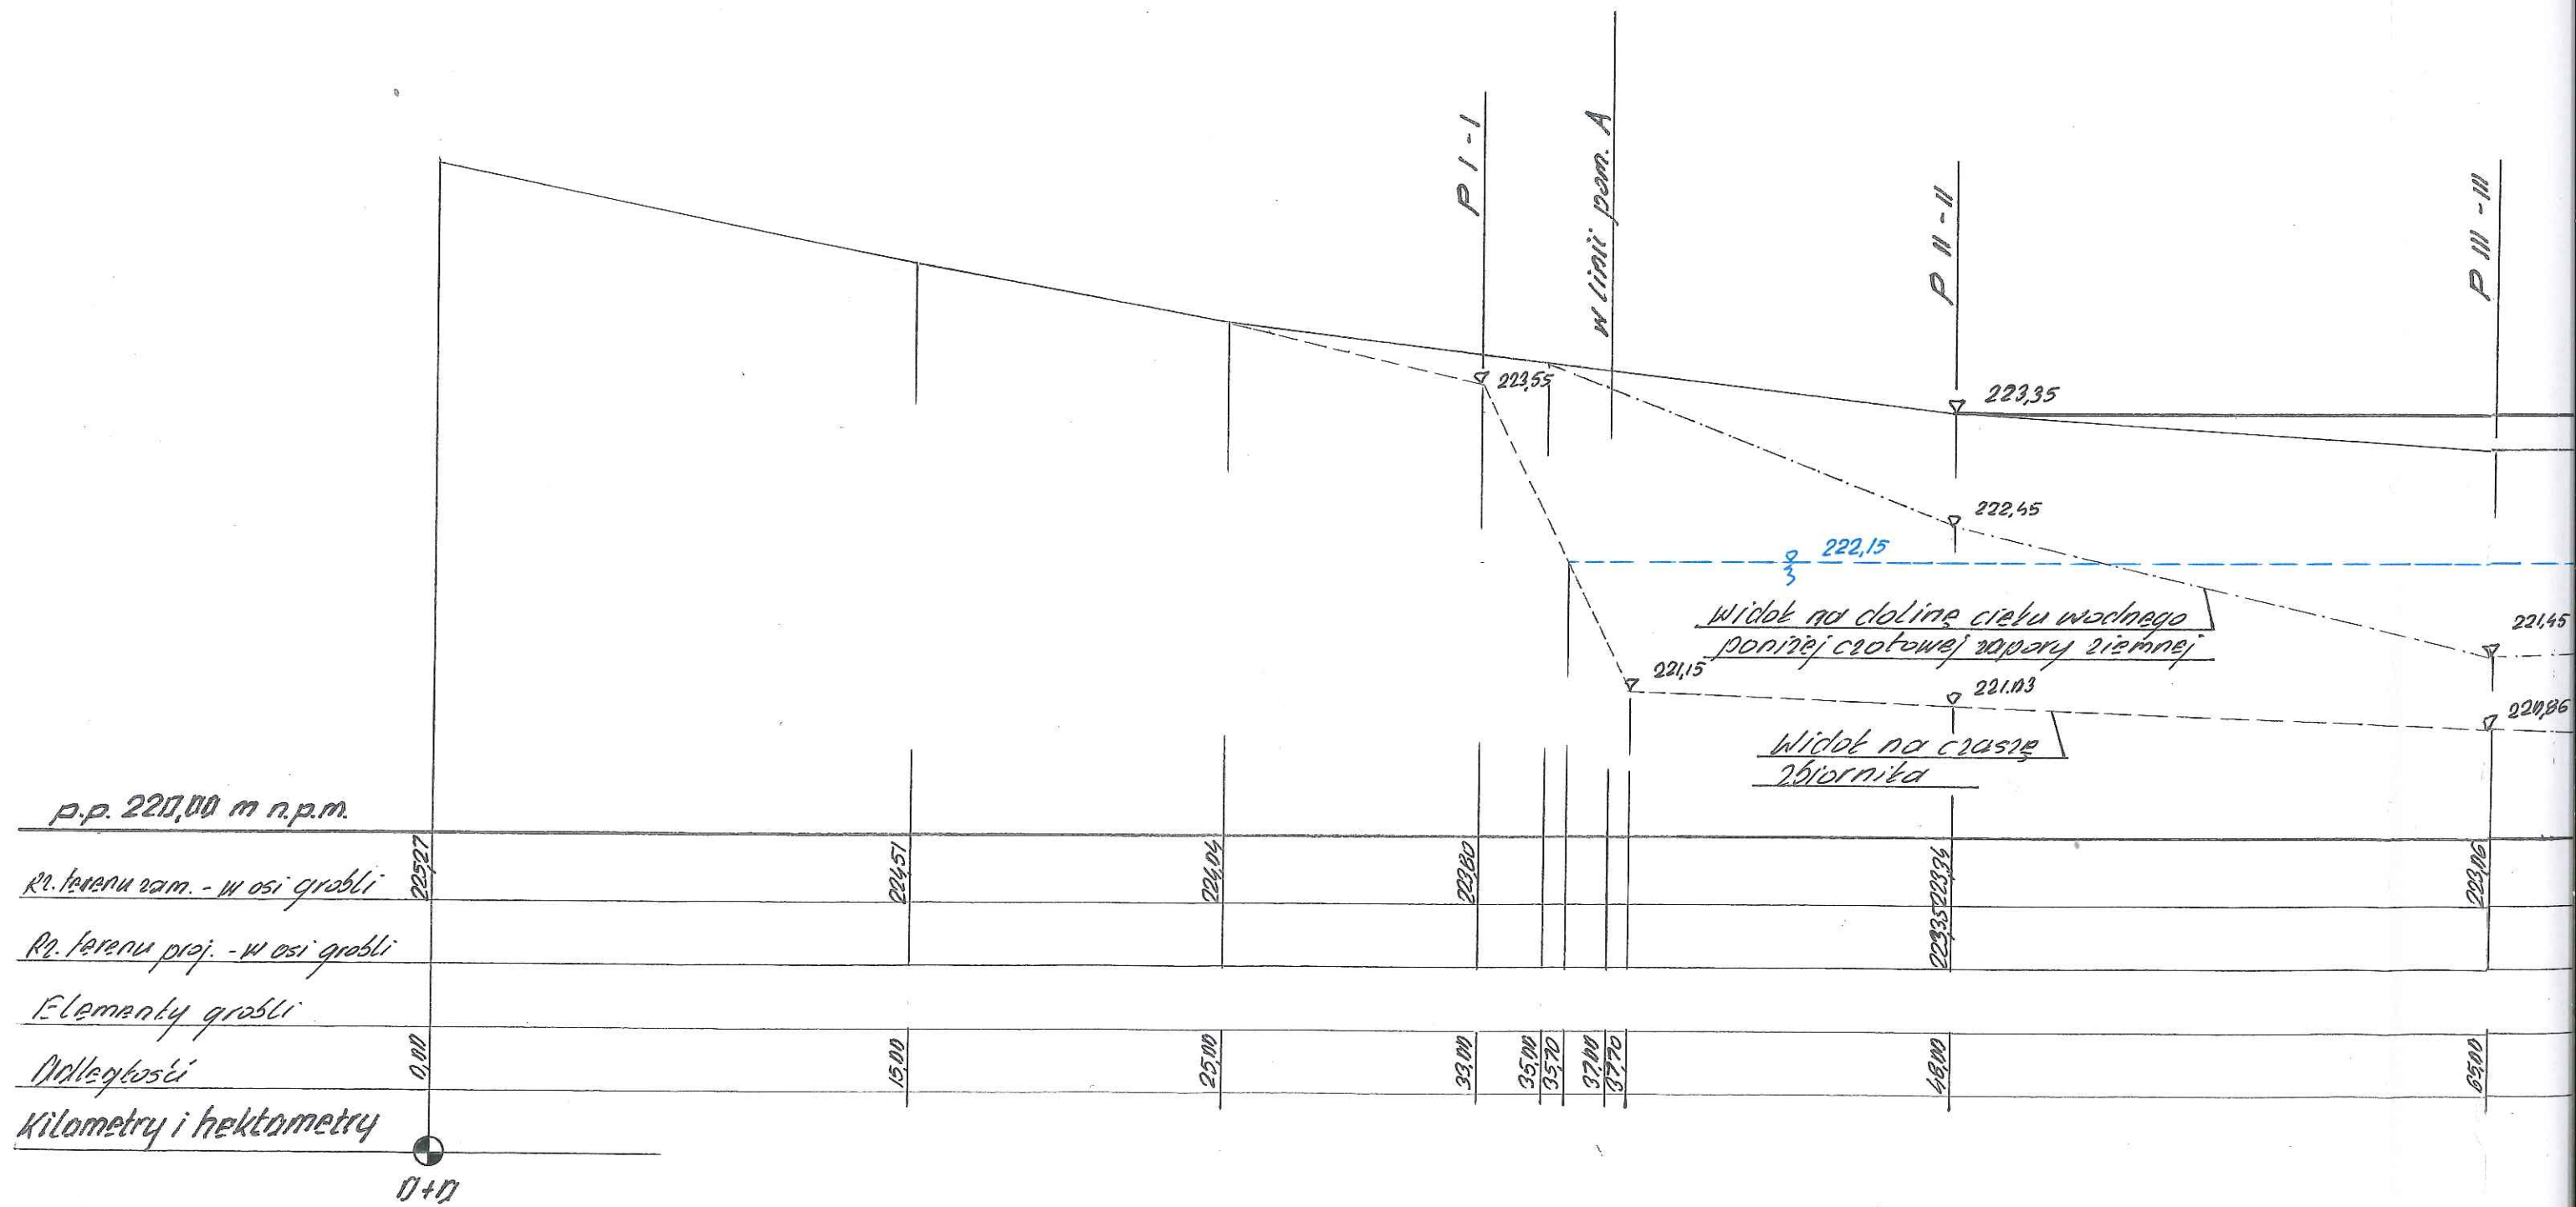 P I - I
w linii pom. A
P II - II
P III - III
223,55
223,35
222,45
222,15
Widok na dolinę cieku wodnego
poniżej czołowej zapory ziemnej
221,45
221,15
221.03
220,86
Widok na czaszę
zbiornika
p.p. 220,00 m n.p.m.
Rz. terenu zam. - w osi grobli 225,27 224,51 224,04 223,80 223,34 223,06
Rz. terenu proj. - w osi grobli 223,35
Elementy grobli
Odległości 0,00 15,00 25,00 33,00 35,00 35,70 37,00 37,70 48,00 65,00
Kilometry i hektometry
0+0